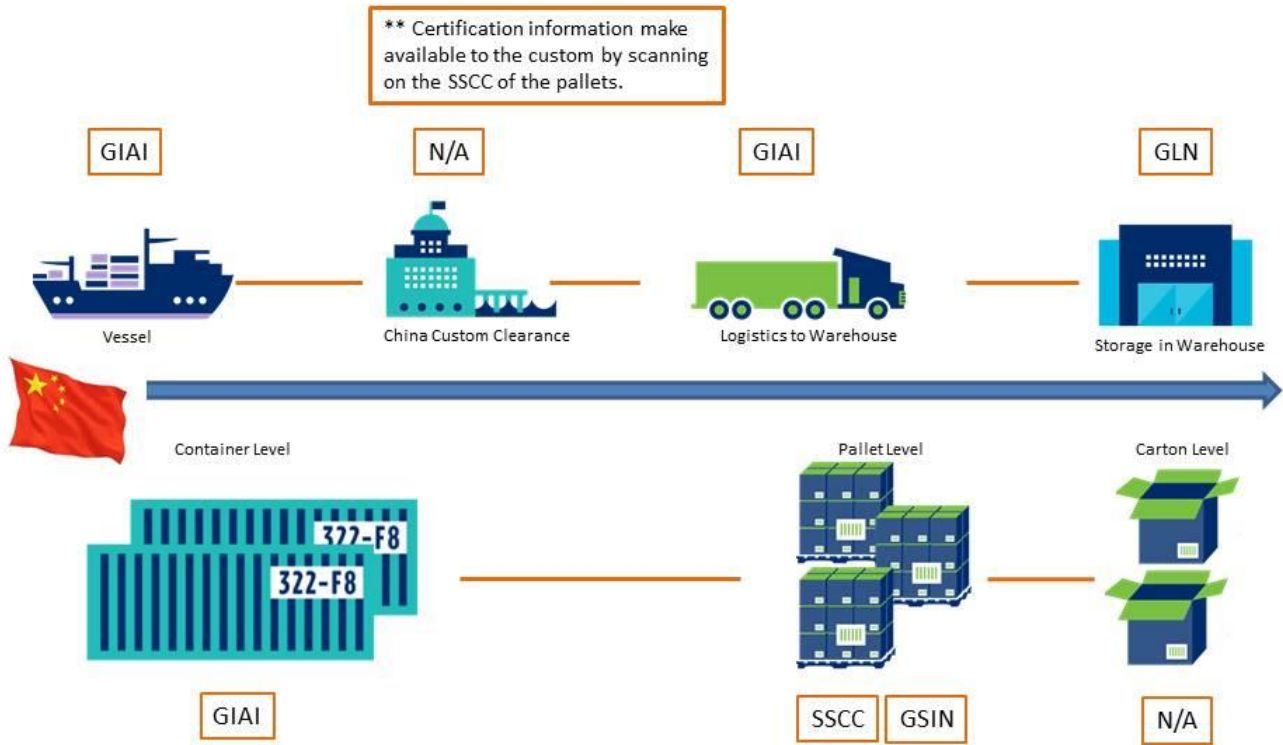 ** Certification information make
available to the custom by scanning
on the SSCC of the pallets.
GIAI
N/A
GIAI
GLN
Vessel
China Custom Clearance
Logistics to Warehouse
Storage in Warehouse
Container Level
Pallet Level
Carton Level
322-F8
322-F8
GIAI
SSCC
GSIN
N/A